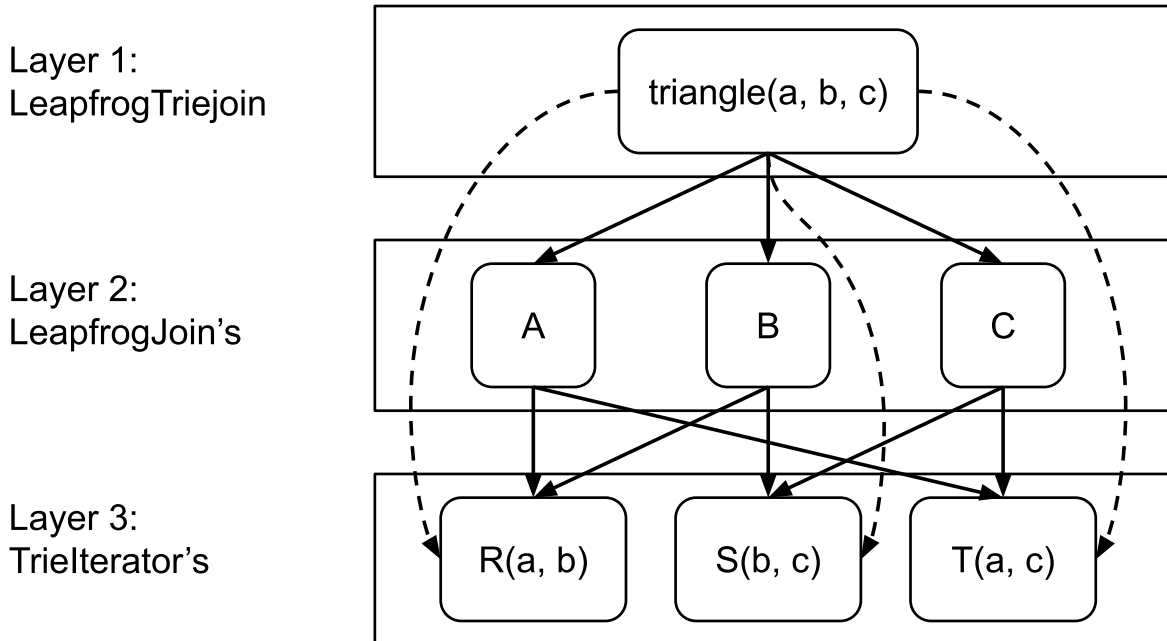 Layer 1:
LeapfrogTriejoin
triangle(a, b, c)
Layer 2:
LeapfrogJoin's
A
B
C
Layer 3:
TrieIterator's
R(a, b)
S(b, c)
T(a, c)